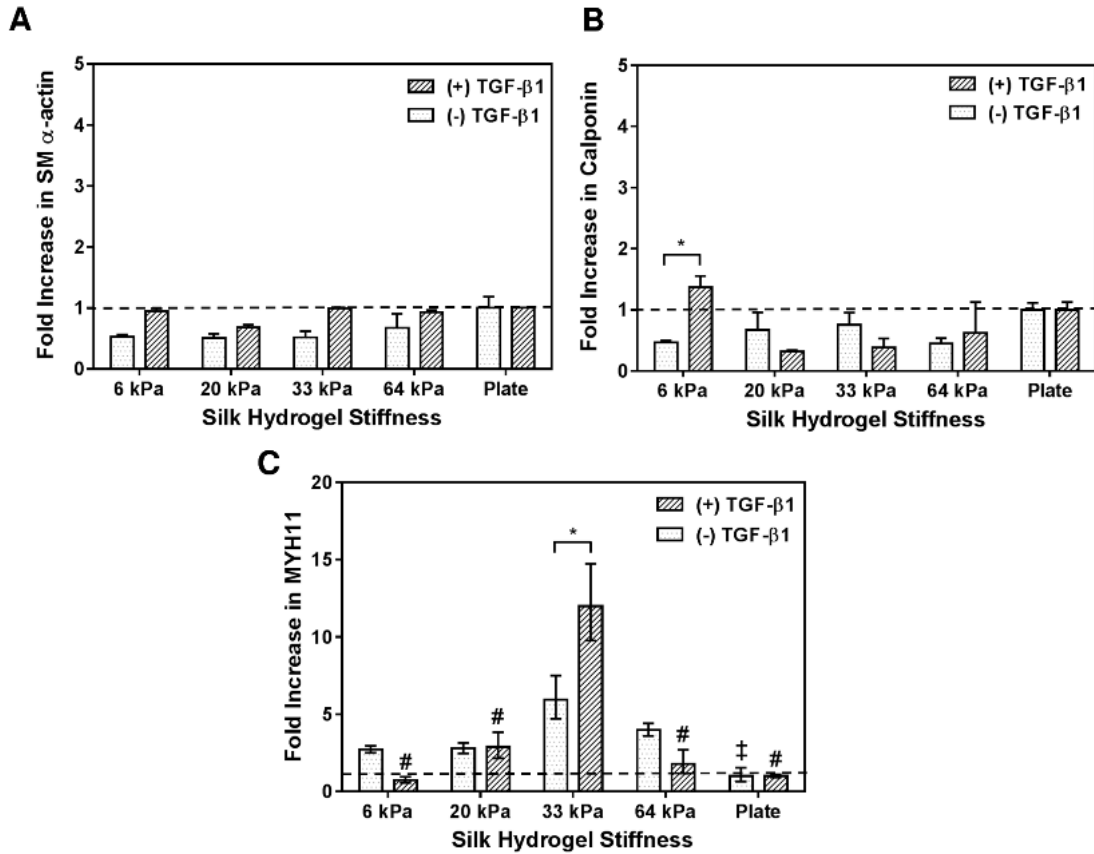 A
Fold Increase in SM α-actin
5
4
3
2
1
0
(+) TGF-β1
(-) TGF-β1
6 kPa 20 kPa 33 kPa 64 kPa Plate
Silk Hydrogel Stiffness
B
Fold Increase in Calponin
5
4
3
2
1
0
(+) TGF-β1
(-) TGF-β1
*
6 kPa 20 kPa 33 kPa 64 kPa Plate
Silk Hydrogel Stiffness
C
Fold Increase in MYH11
20
15
10
5
0
(+) TGF-β1
(-) TGF-β1
*
# # # ‡ #
6 kPa 20 kPa 33 kPa 64 kPa Plate
Silk Hydrogel Stiffness